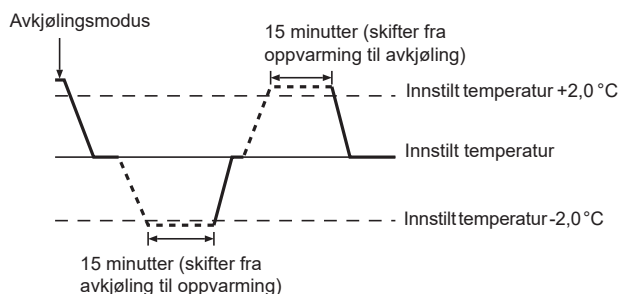 Avkjølingsmodus
15 minutter (skifter fra
oppvarming til avkjøling)
Innstilt temperatur +2,0 °C
Innstilt temperatur
Innstilt temperatur -2,0 °C
15 minutter (skifter fra
avkjøling til oppvarming)